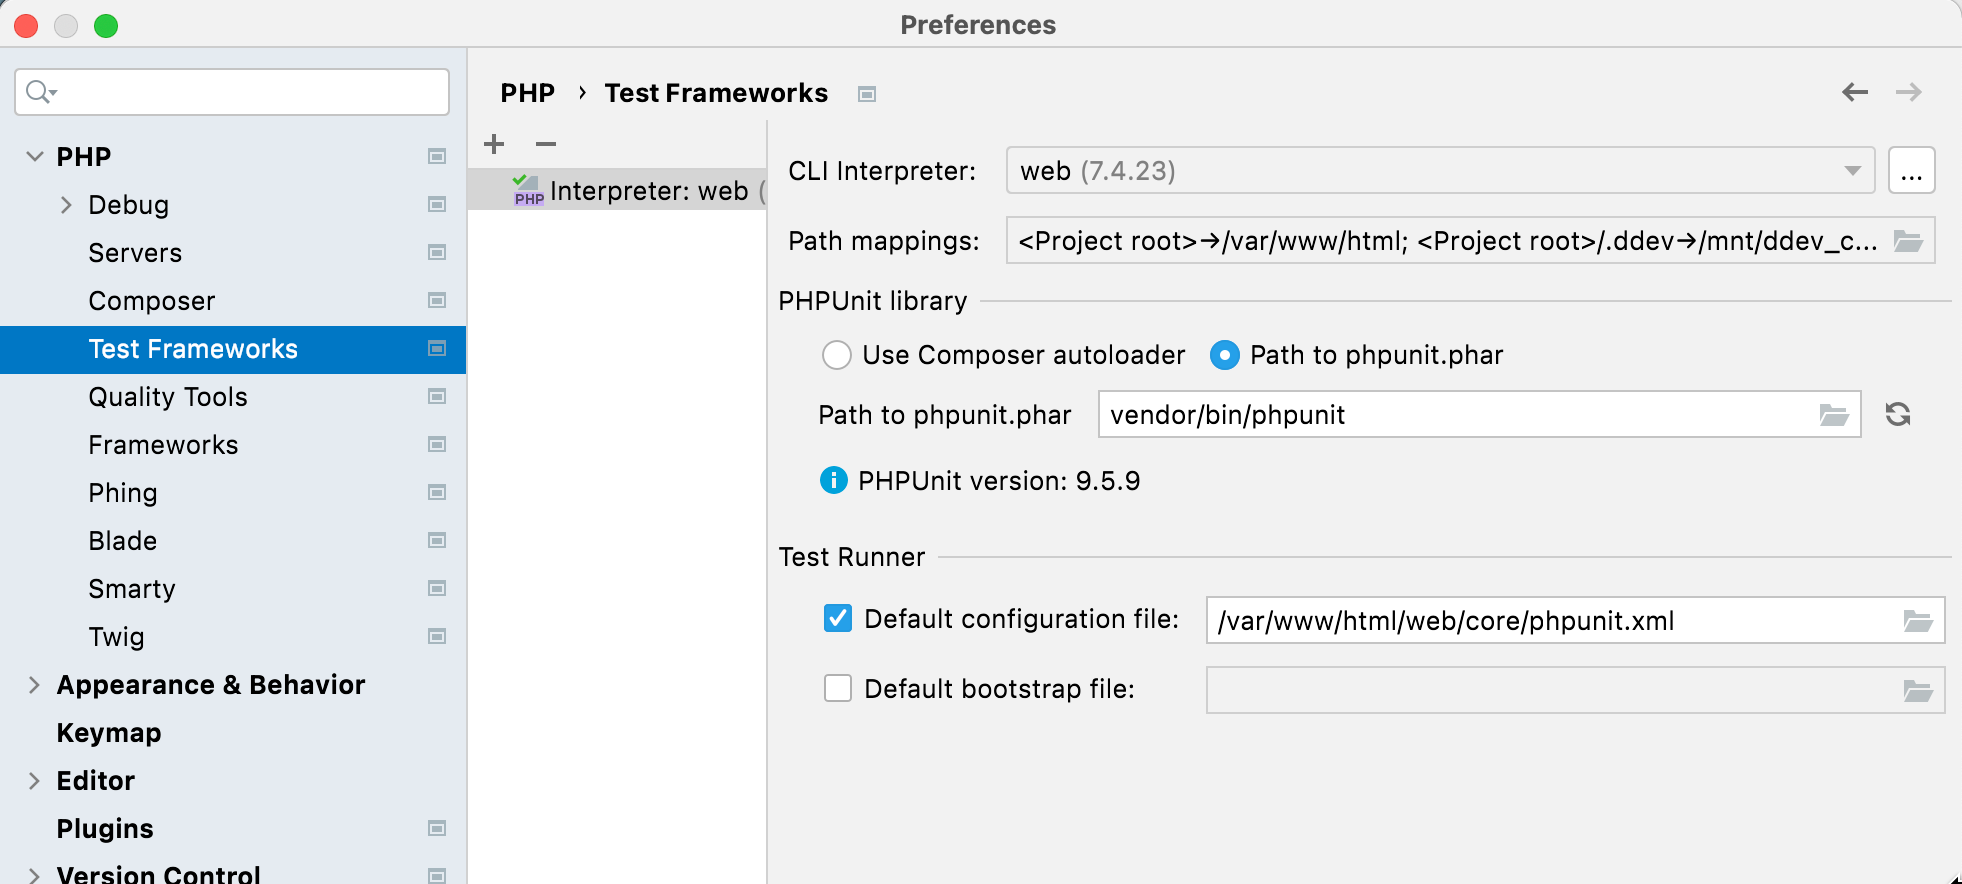 Preferences
PHP
Debug
Servers
Composer
Test Frameworks
Quality Tools
Frameworks
Phing
Blade
Smarty
Twig
Appearance & Behavior
Keymap
Editor
Plugins
Version Control
PHP › Test Frameworks
PHP Interpreter: web (
CLI Interpreter: web (7.4.23) ...
Path mappings: <Project root>→/var/www/html; <Project root>/.ddev→/mnt/ddev_c...
PHPUnit library
Use Composer autoloader Path to phpunit.phar
Path to phpunit.phar vendor/bin/phpunit
PHPUnit version: 9.5.9
Test Runner
Default configuration file: /var/www/html/web/core/phpunit.xml
Default bootstrap file: